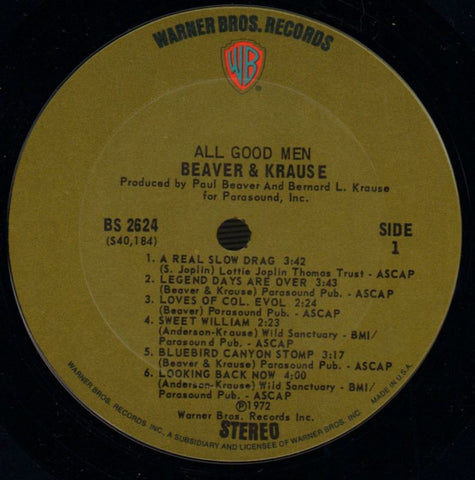 WARNER BROS. RECORDS
WB
®
ALL GOOD MEN
BEAVER & KRAUSE
Produced by Paul Beaver And Bernard L. Krause
for Parasound, Inc.
BS 2624
(S40,184)
SIDE
1
1. A REAL SLOW DRAG 3:42
(S. Joplin) Lottie Joplin Thomas Trust - ASCAP
2. LEGEND DAYS ARE OVER 3:43
(Beaver & Krause) Parasound Pub. - ASCAP
3. LOVES OF COL. EVOL 2:24
(Beaver) Parasound Pub. - ASCAP
4. SWEET WILLIAM 2:23
(Anderson-Krause) Wild Sanctuary - BMI/
Parasound Pub. - ASCAP
5. BLUEBIRD CANYON STOMP 3:17
(Beaver & Krause) Parasound Pub. - ASCAP
6. LOOKING BACK NOW 4:00
(Anderson-Krause) Wild Sanctuary - BMI/
Parasound Pub. - ASCAP
℗1972
Warner Bros. Records Inc.
STEREO
WARNER BROS. RECORDS INC., A SUBSIDIARY AND LICENSEE OF WARNER BROS. INC.
MADE IN U.S.A.